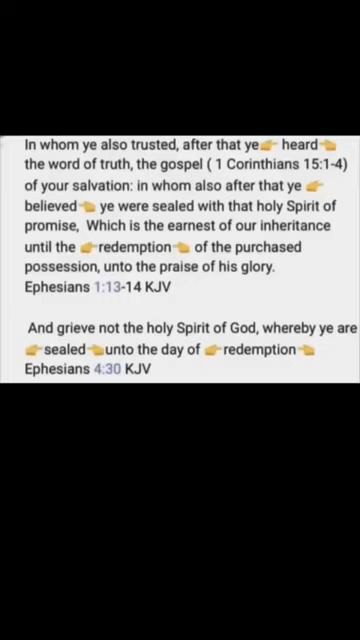 In whom ye also trusted, after that ye👉 heard👈
the word of truth, the gospel ( 1 Corinthians 15:1-4)
of your salvation: in whom also after that ye 👉
believed👈 ye were sealed with that holy Spirit of
promise, Which is the earnest of our inheritance
until the 👉redemption👈 of the purchased
possession, unto the praise of his glory.
Ephesians 1:13-14 KJV
And grieve not the holy Spirit of God, whereby ye are
👉sealed👈unto the day of 👉redemption👈
Ephesians 4:30 KJV